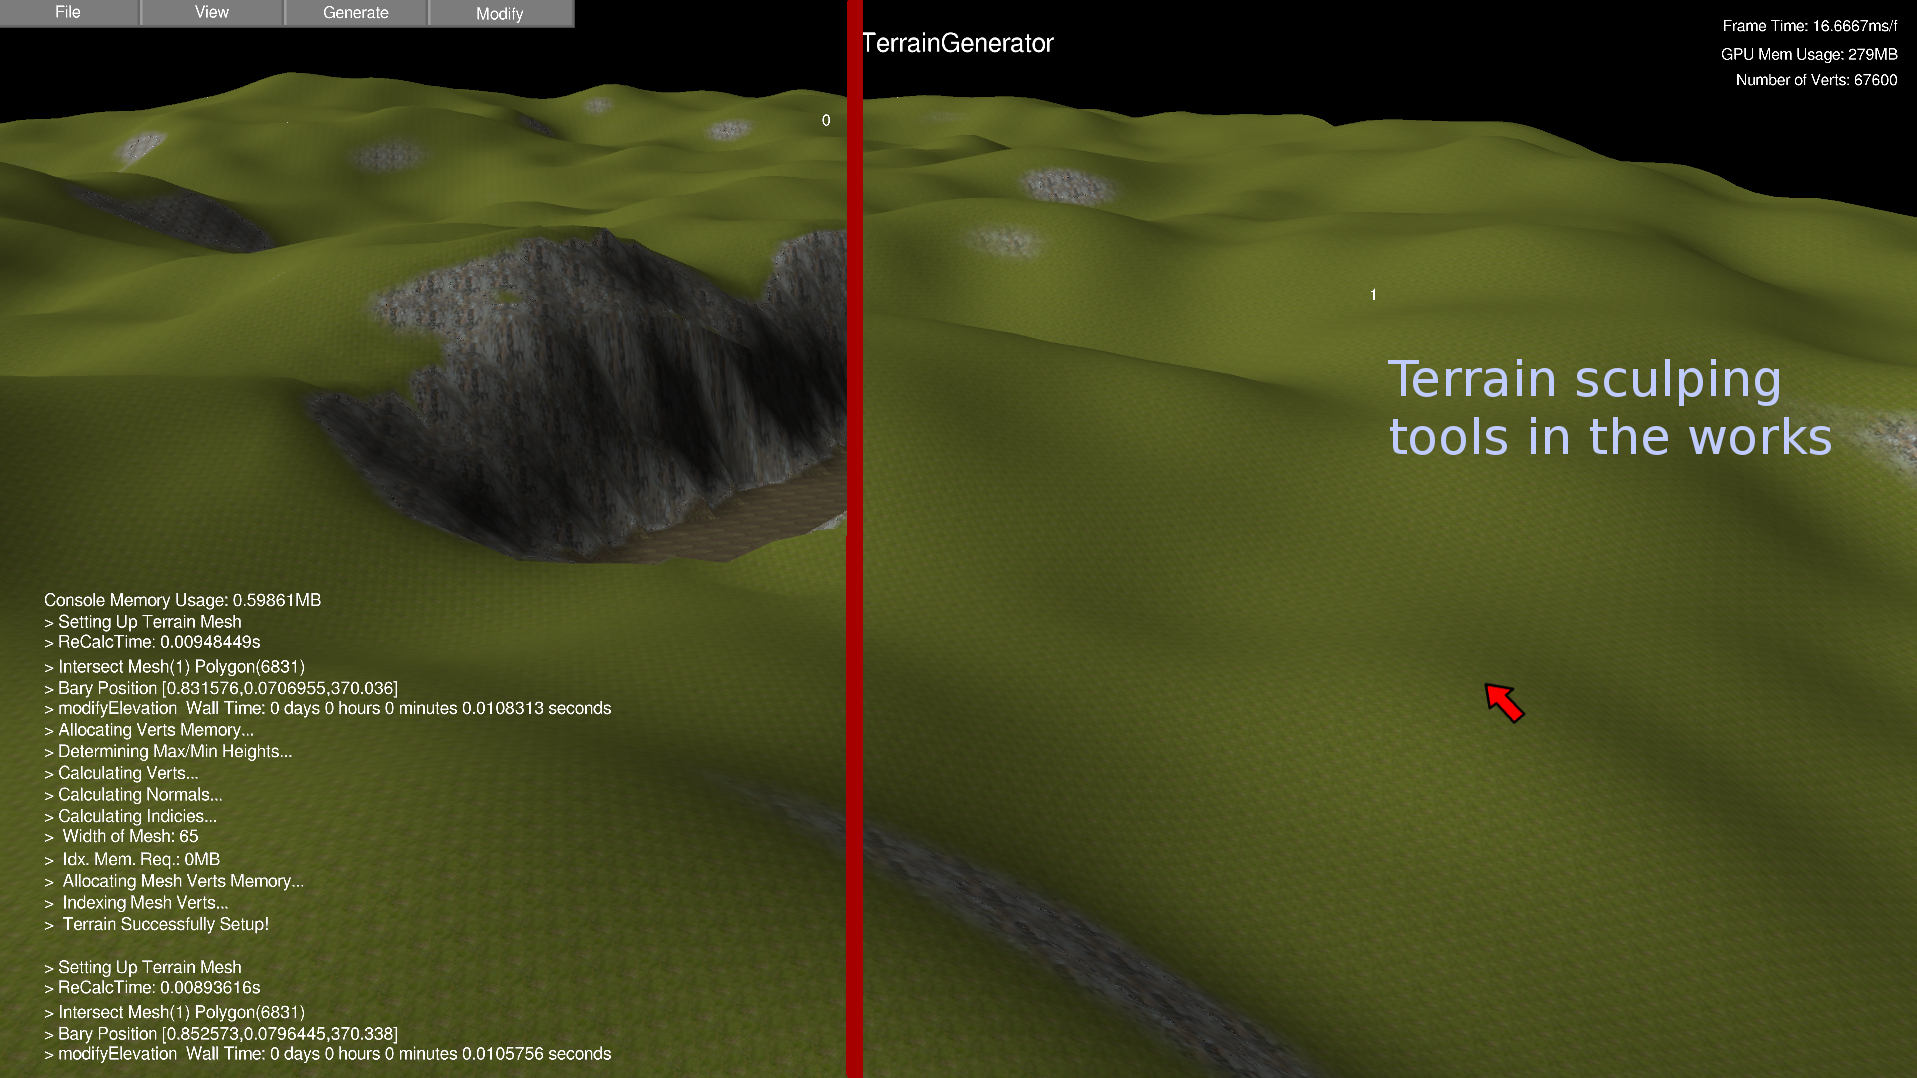 File
View
Generate
Modify
TerrainGenerator
Frame Time: 16.6667ms/f
GPU Mem Usage: 279MB
Number of Verts: 67600
0
1
Terrain sculping
tools in the works
Console Memory Usage: 0.59861MB
> Setting Up Terrain Mesh
> ReCalcTime: 0.00948449s
> Intersect Mesh(1) Polygon(6831)
> Bary Position [0.831576,0.0706955,370.036]
> modifyElevation  Wall Time: 0 days 0 hours 0 minutes 0.0108313 seconds
> Allocating Verts Memory...
> Determining Max/Min Heights...
> Calculating Verts...
> Calculating Normals...
> Calculating Indicies...
>  Width of Mesh: 65
>  Idx. Mem. Req.: 0MB
>  Allocating Mesh Verts Memory...
>  Indexing Mesh Verts...
>  Terrain Successfully Setup!
> Setting Up Terrain Mesh
> ReCalcTime: 0.00893616s
> Intersect Mesh(1) Polygon(6831)
> Bary Position [0.852573,0.0796445,370.338]
> modifyElevation  Wall Time: 0 days 0 hours 0 minutes 0.0105756 seconds